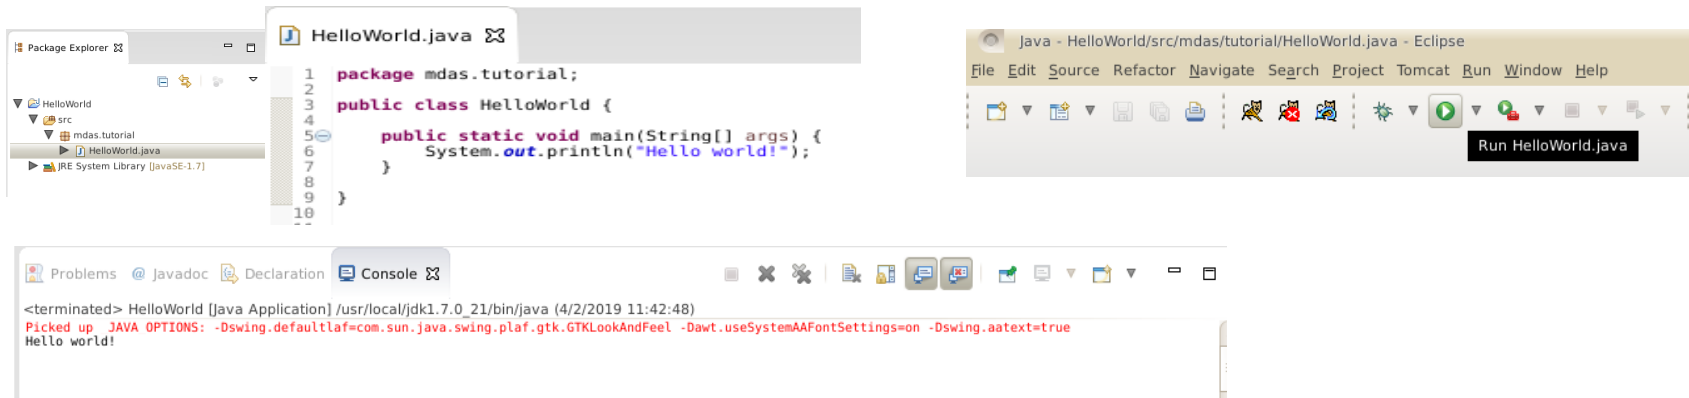 Package Explorer
HelloWorld
src
mdas.tutorial
HelloWorld.java
JRE System Library [JavaSE-1.7]
HelloWorld.java
1 package mdas.tutorial;
2
3 public class HelloWorld {
4
5 public static void main(String[] args) {
6 System.out.println("Hello world!");
7 }
8
9 }
10
Java - HelloWorld/src/mdas/tutorial/HelloWorld.java - Eclipse
File Edit Source Refactor Navigate Search Project Tomcat Run Window Help
Run HelloWorld.java
Problems @ Javadoc Declaration Console
<terminated> HelloWorld [Java Application] /usr/local/jdk1.7.0_21/bin/java (4/2/2019 11:42:48)
Picked up _JAVA_OPTIONS: -Dswing.defaultlaf=com.sun.java.swing.plaf.gtk.GTKLookAndFeel -Dawt.useSystemAAFontSettings=on -Dswing.aatext=true
Hello world!